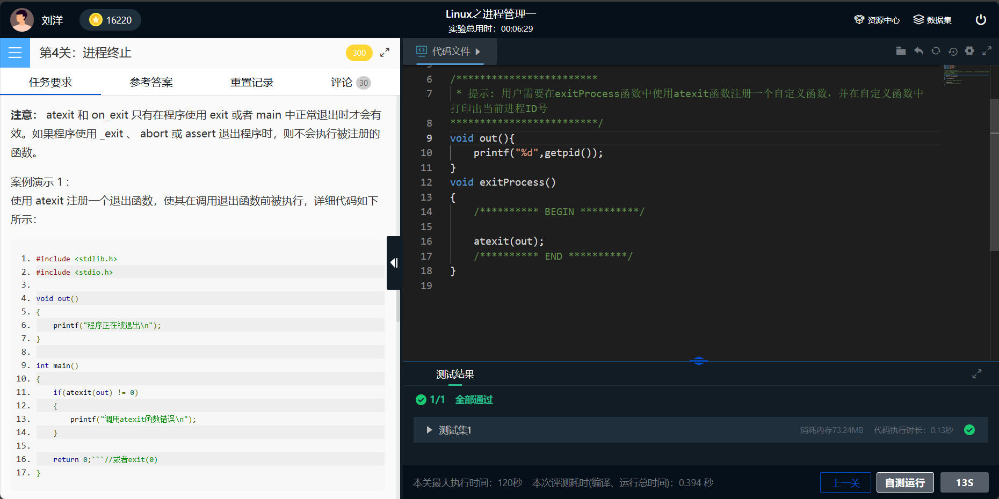 刘洋
16220
Linux之进程管理一
实验总用时：00:06:29
资源中心
数据集
第4关：进程终止
300
任务要求
参考答案
重置记录
评论 30
注意： atexit 和 on_exit 只有在程序使用 exit 或者 main 中正常退出时才会有
效。如果程序使用 _exit 、 abort 或 assert 退出程序时，则不会执行被注册的
函数。
案例演示 1：
使用 atexit 注册一个退出函数，使其在调用退出函数前被执行，详细代码如下
所示：
1. #include <stdlib.h>
2. #include <stdio.h>
3.
4. void out()
5. {
6.     printf("程序正在被退出\n");
7. }
8.
9. int main()
10. {
11.     if(atexit(out) != 0)
12.     {
13.         printf("调用atexit函数错误\n");
14.     }
15.
16.     return 0;```//或者exit(0)
17. }
代码文件
6 /************************
7  * 提示: 用户需要在exitProcess函数中使用atexit函数注册一个自定义函数，并在自定义函数中
打印出当前进程ID号
8 *************************/
9 void out(){
10     printf("%d",getpid());
11 }
12 void exitProcess()
13 {
14     /********** BEGIN **********/
15
16     atexit(out);
17     /********** END **********/
18 }
19
测试结果
1/1 全部通过
测试集1
消耗内存73.24MB 代码执行时长：0.13秒
本关最大执行时间：120秒 本次评测耗时(编译、运行总时间)：0.394 秒
上一关
自测运行
13S